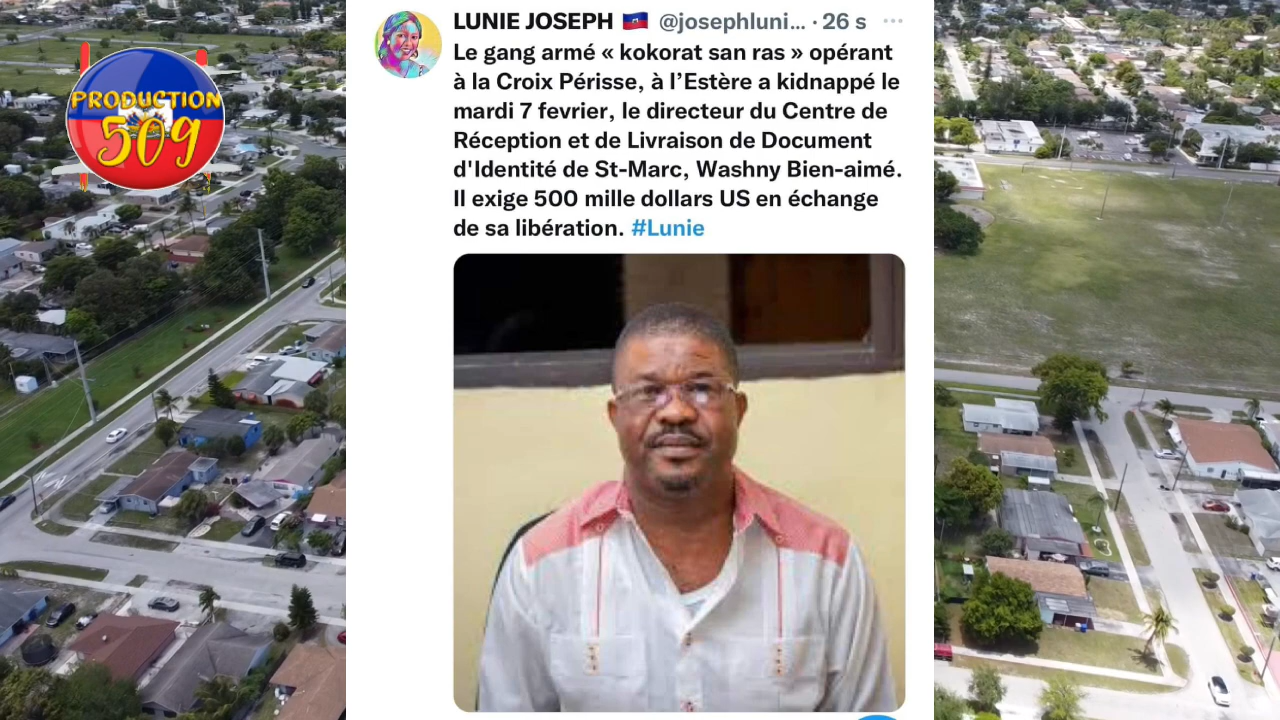 PRODUCTION
509
LUNIE JOSEPH 🇭🇹 @josephluni... · 26 s ...
Le gang armé « kokorat san ras » opérant
à la Croix Périsse, à l’Estère a kidnappé le
mardi 7 fevrier, le directeur du Centre de
Réception et de Livraison de Document
d'Identité de St-Marc, Washny Bien-aimé.
Il exige 500 mille dollars US en échange
de sa libération. #Lunie